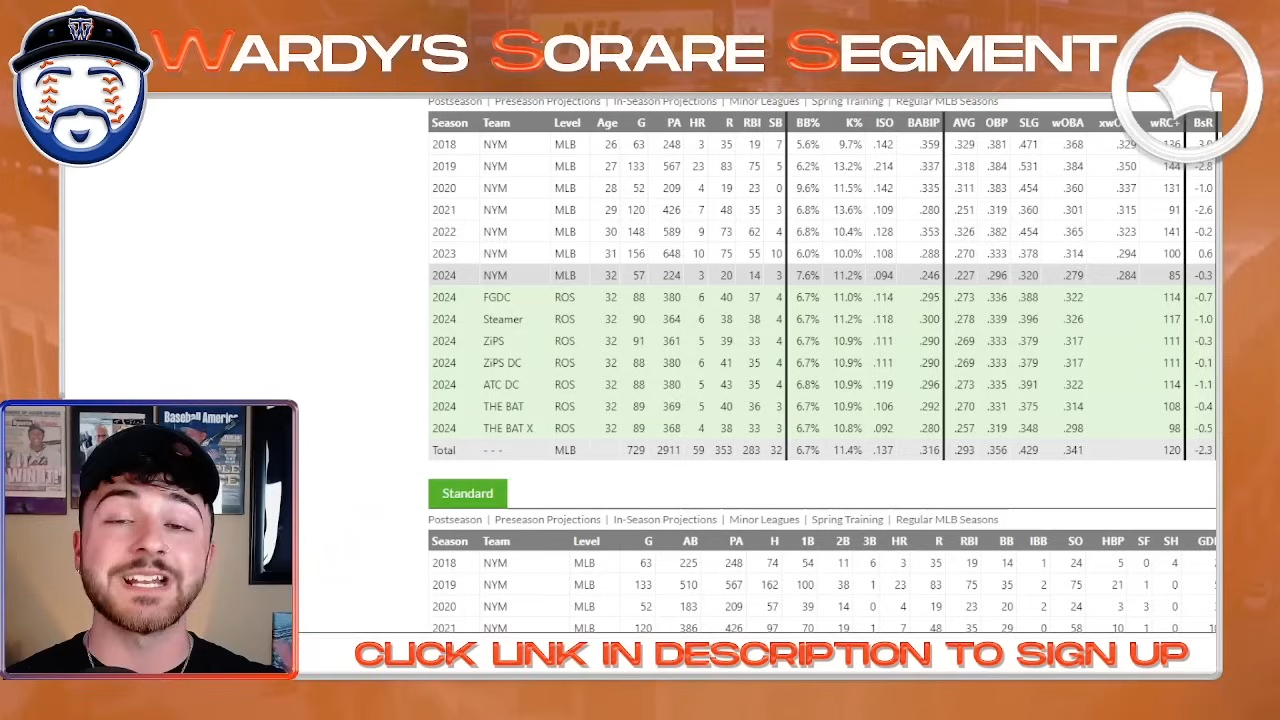 WARDY'S SORARE SEGMENT
Postseason | Preseason Projections | In-Season Projections | Minor Leagues | Spring Training | Regular MLB Seasons
Season Team Level Age G PA HR R RBI SB BB% K% ISO BABIP AVG OBP SLG wOBA wRC+ BsR
2018 NYM MLB 26 63 248 3 35 19 7 5.6% 9.7% .142 .359 .329 .381 .471 .368 .329 136 3.0
2019 NYM MLB 27 133 567 23 83 75 5 6.2% 13.2% .214 .337 .318 .384 .531 .384 .350 144 -2.8
2020 NYM MLB 28 52 209 4 19 23 0 9.6% 11.5% .142 .335 .311 .383 .454 .360 .337 131 -1.0
2021 NYM MLB 29 120 426 7 48 35 3 6.8% 13.6% .109 .280 .251 .319 .360 .301 .315 91 -2.6
2022 NYM MLB 30 148 589 9 73 62 4 6.8% 10.4% .128 .353 .326 .382 .454 .365 .323 141 -0.2
2023 NYM MLB 31 156 648 10 75 55 10 6.0% 10.0% .108 .288 .270 .333 .378 .314 .294 100 0.6
2024 NYM MLB 32 57 224 3 20 14 3 7.6% 11.2% .094 .246 .227 .296 .320 .279 .284 85 -0.3
2024 FGDC ROS 32 88 380 6 40 37 4 6.7% 11.0% .114 .295 .273 .336 .388 .322 114 -0.7
2024 Steamer ROS 32 90 364 6 38 38 4 6.7% 11.2% .118 .300 .278 .339 .396 .326 117 -1.0
2024 ZiPS ROS 32 91 361 5 39 33 4 6.7% 10.9% .111 .290 .269 .333 .379 .317 111 -0.3
2024 ZiPS DC ROS 32 88 380 6 41 35 4 6.7% 10.9% .111 .290 .269 .333 .379 .317 111 -0.1
2024 ATC DC ROS 32 88 380 5 43 35 4 6.8% 10.9% .119 .296 .273 .335 .391 .322 114 -1.1
2024 THE BAT ROS 32 89 369 5 40 36 3 6.7% 10.9% .106 .292 .270 .331 .375 .314 108 -0.4
2024 THE BAT X ROS 32 89 368 4 38 33 3 6.7% 10.8% .092 .280 .257 .319 .348 .298 98 -0.5
Total - - - MLB 729 2911 59 353 283 32 6.7% 11.4% .137 .316 .293 .356 .429 .341 120 -2.3
Standard
Postseason | Preseason Projections | In-Season Projections | Minor Leagues | Spring Training | Regular MLB Seasons
Season Team Level G AB PA H 1B 2B 3B HR R RBI BB IBB SO HBP SF SH
2018 NYM MLB 63 225 248 74 54 11 6 3 35 19 14 1 24 5 0 4
2019 NYM MLB 133 510 567 162 100 38 1 23 83 75 35 2 75 21 1 0
2020 NYM MLB 52 183 209 57 39 14 0 4 19 23 20 2 24 3 3 0
2021 NYM MLB 120 386 426 97 70 19 1 7 48 35 29 0 58 10 1 0
Baseball America
CLICK LINK IN DESCRIPTION TO SIGN UP